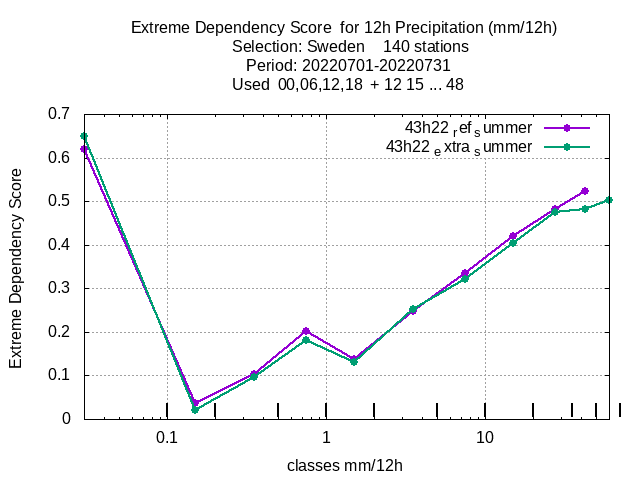 Extreme Dependency Score  for 12h Precipitation (mm/12h)
Selection: Sweden    140 stations
Period: 20220701-20220731
Used  00,06,12,18  + 12 15 ... 48
43h22 ref summer
43h22 extra summer
Extreme Dependency Score
0.7
0.6
0.5
0.4
0.3
0.2
0.1
0
0.1 1 10
classes mm/12h